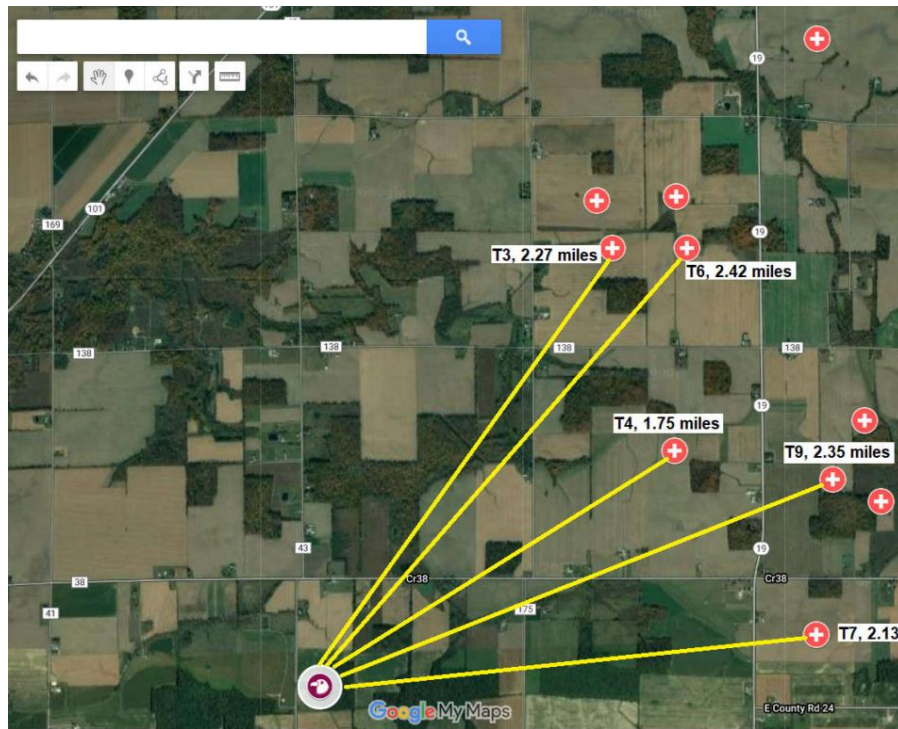 19
169
101
19
T3, 2.27 miles
T6, 2.42 miles
138
138
138
138
19
T4, 1.75 miles
T9, 2.35 miles
43
19
38
Cr38
Cr38
41
175
T7, 2.13
Google My Maps
E County Rd 24